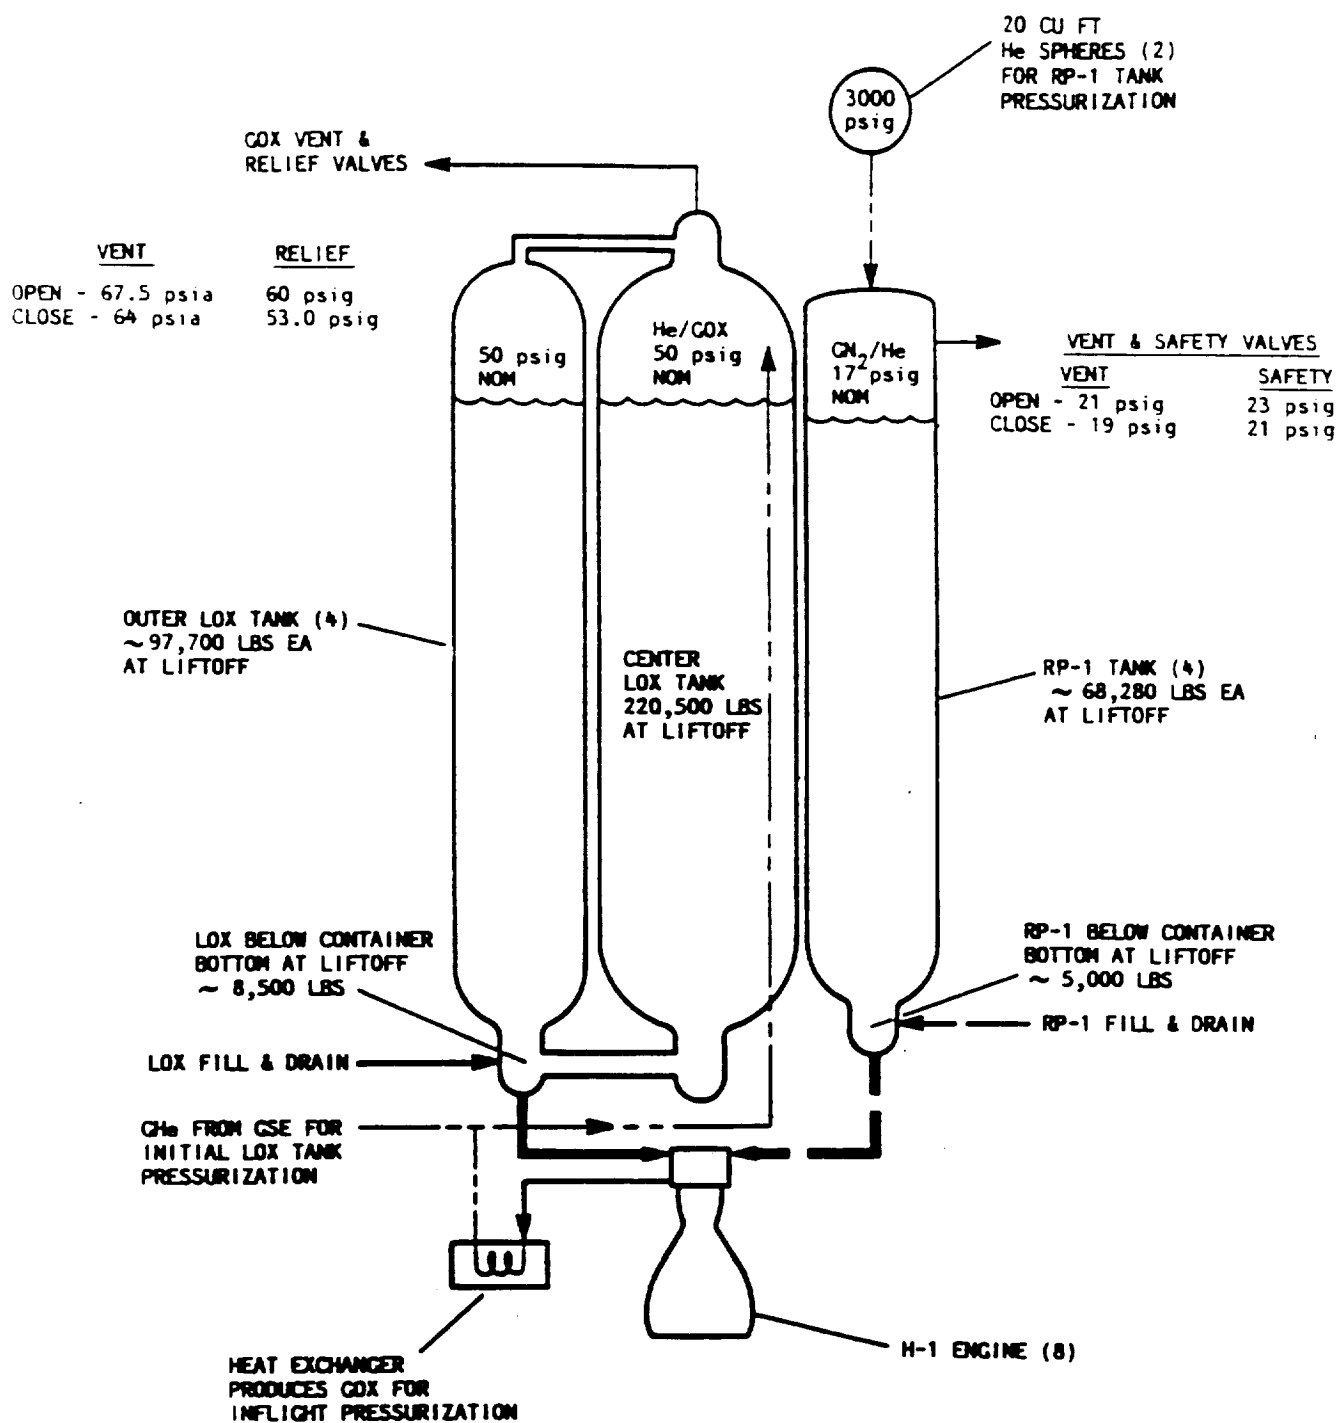 20 CU FT
He SPHERES (2)
FOR RP-1 TANK
PRESSURIZATION
3000
psig
GOX VENT &
RELIEF VALVES
VENT RELIEF
OPEN - 67.5 psia 60 psig
CLOSE - 64 psia 53.0 psig
50 psig
NOM
He/GOX
50 psig
NOM
GN2/He
17 psig
NOM
VENT & SAFETY VALVES
VENT SAFETY
OPEN - 21 psig 23 psig
CLOSE - 19 psig 21 psig
OUTER LOX TANK (4)
~ 97,700 LBS EA
AT LIFTOFF
CENTER
LOX TANK
220,500 LBS
AT LIFTOFF
RP-1 TANK (4)
~ 68,280 LBS EA
AT LIFTOFF
LOX BELOW CONTAINER
BOTTOM AT LIFTOFF
~ 8,500 LBS
RP-1 BELOW CONTAINER
BOTTOM AT LIFTOFF
~ 5,000 LBS
RP-1 FILL & DRAIN
LOX FILL & DRAIN
GHe FROM GSE FOR
INITIAL LOX TANK
PRESSURIZATION
H-1 ENGINE (8)
HEAT EXCHANGER
PRODUCES GOX FOR
INFLIGHT PRESSURIZATION